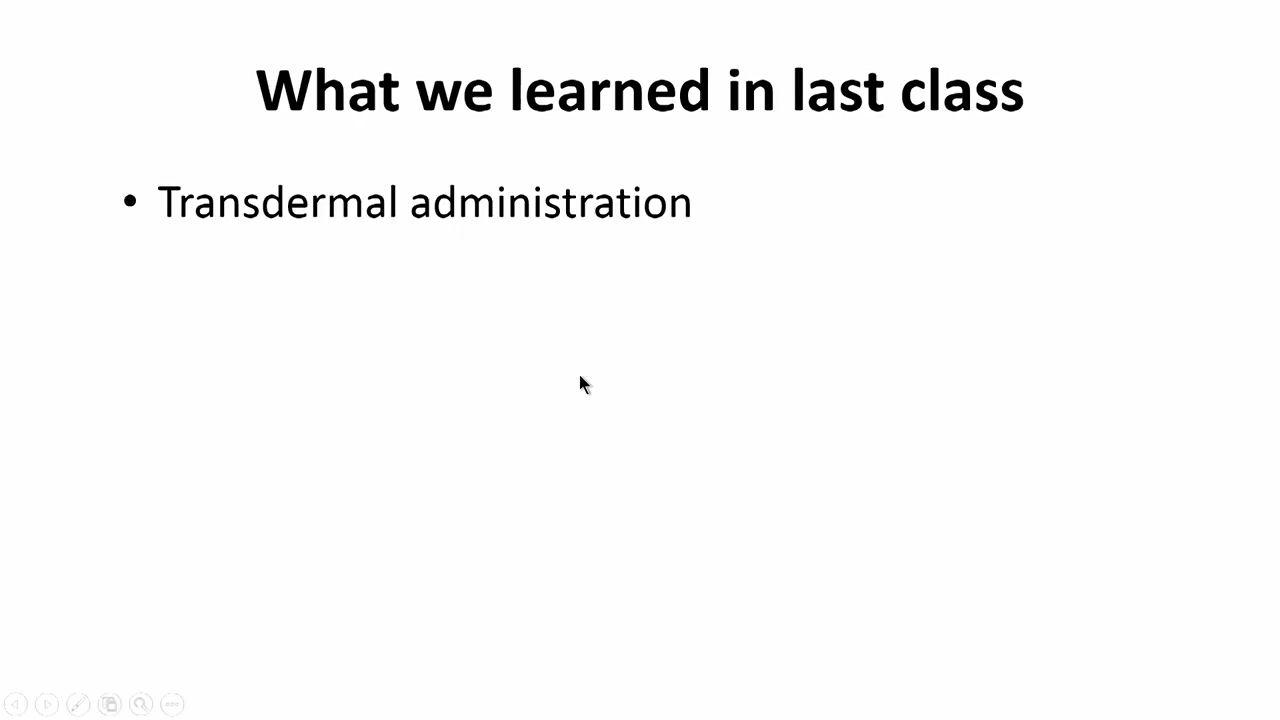 What we learned in last class
• Transdermal administration